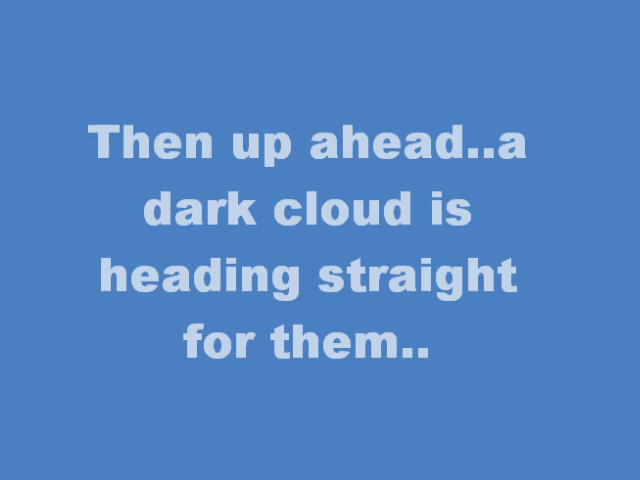 Then up ahead..a
dark cloud is
heading straight
for them..